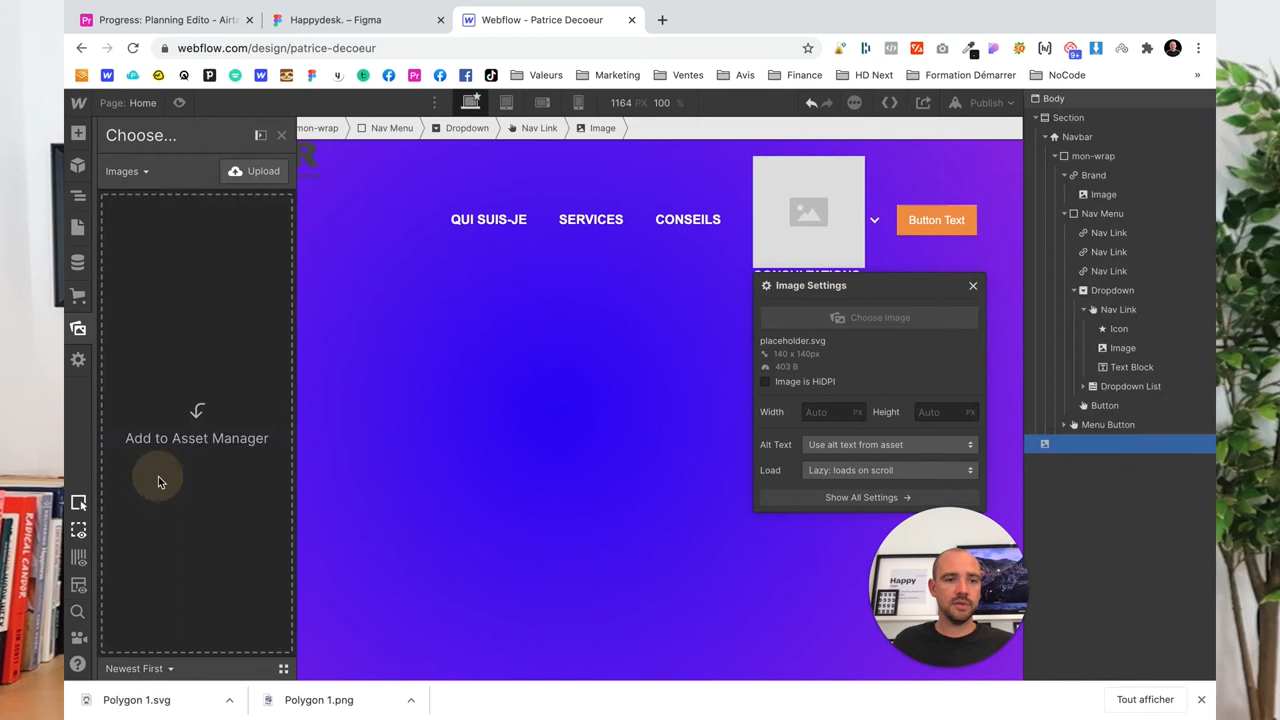 Progress: Planning Edito - Airta
Happydesk. – Figma
Webflow - Patrice Decoeur
webflow.com/design/patrice-decoeur
9+
Valeurs
Marketing
Ventes
Avis
Finance
HD Next
Formation Démarrer
NoCode
»
Page: Home
1164 PX 100 %
Publish
Body
Choose...
mon-wrap
Nav Menu
Dropdown
Nav Link
Image
Section
Navbar
mon-wrap
Images
Upload
Brand
Image
QUI SUIS-JE
SERVICES
CONSEILS
Button Text
Nav Menu
Nav Link
Nav Link
Nav Link
CONSULTATIONS
Image Settings
Dropdown
Nav Link
Choose Image
Icon
placeholder.svg
140 x 140px
Image
403 B
Text Block
Image is HiDPI
Dropdown List
Width Auto PX Height Auto PX
Button
Menu Button
Add to Asset Manager
Alt Text Use alt text from asset
Load Lazy: loads on scroll
Show All Settings →
Happy
RADICAL CANDOR
Newest First
Polygon 1.svg
Polygon 1.png
Tout afficher